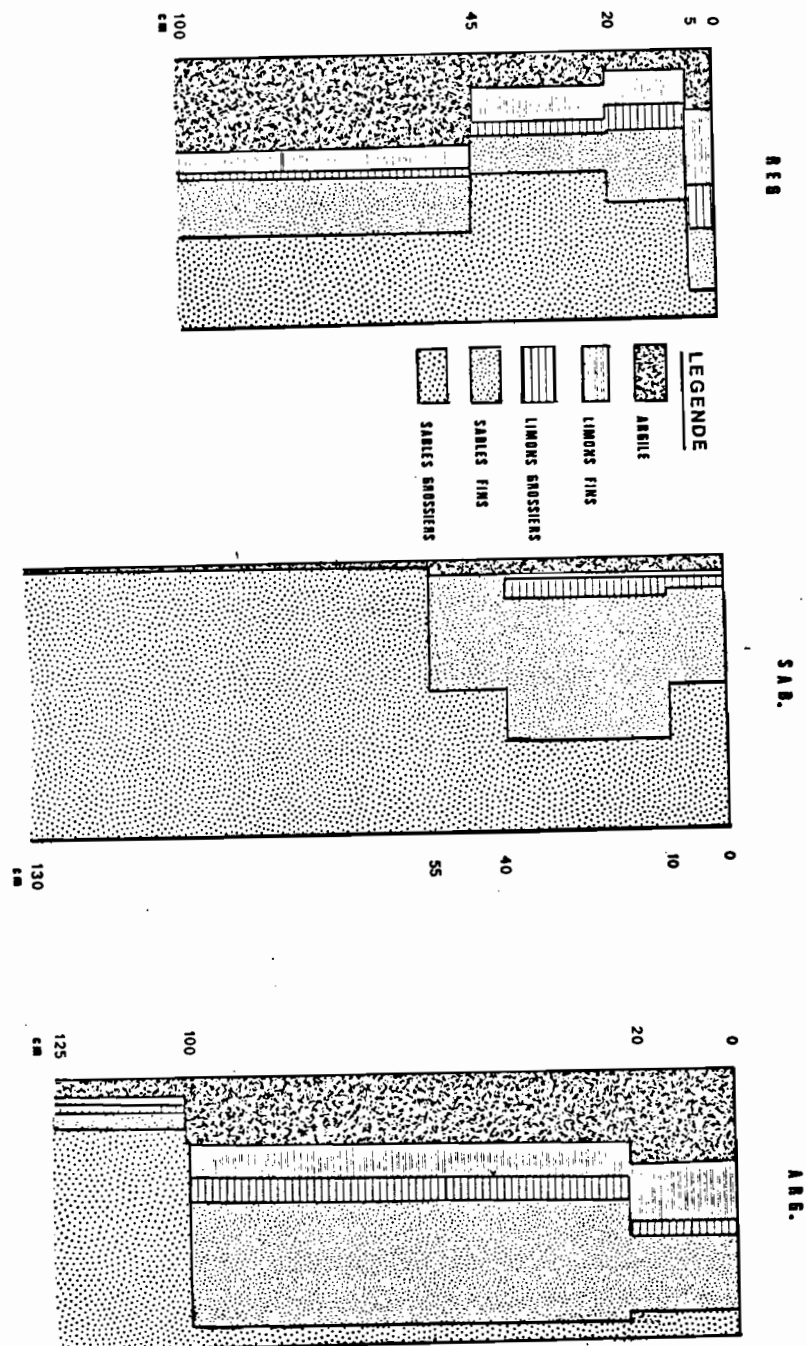 REG
0
5
20
45
100
cm
LEGENDE
ARGILE
LIMONS FINS
LIMONS GROSSIERS
SABLES FINS
SABLES GROSSIERS
SAB.
0
10
40
55
130
cm
ARG.
0
20
100
125
cm